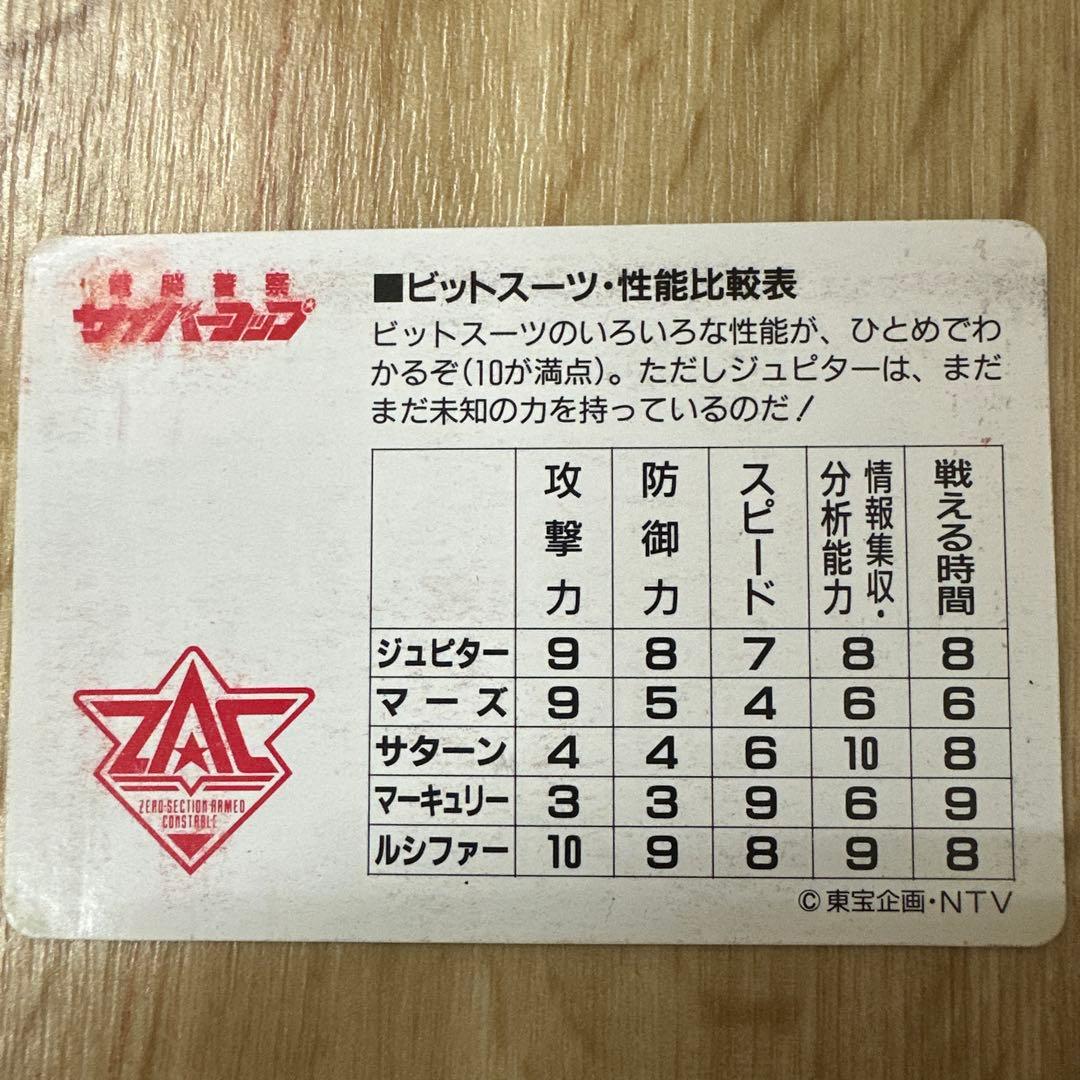 電脳警察
サイバーコップ
■ビットスーツ・性能比較表
ビットスーツのいろいろな性能が、ひとめでわ
かるぞ(10が満点)。ただしジュピターは、まだ
まだ未知の力を持っているのだ!
攻撃力 防御力 スピード 情報集収・分析能力 戦える時間
ジュピター 9 8 7 8 8
マーズ 9 5 4 6 6
サターン 4 4 6 10 8
マーキュリー 3 3 9 6 9
ルシファー 10 9 8 9 8
ZAC
ZERO-SECTION ARMED
CONSTABLE
©東宝企画・NTV